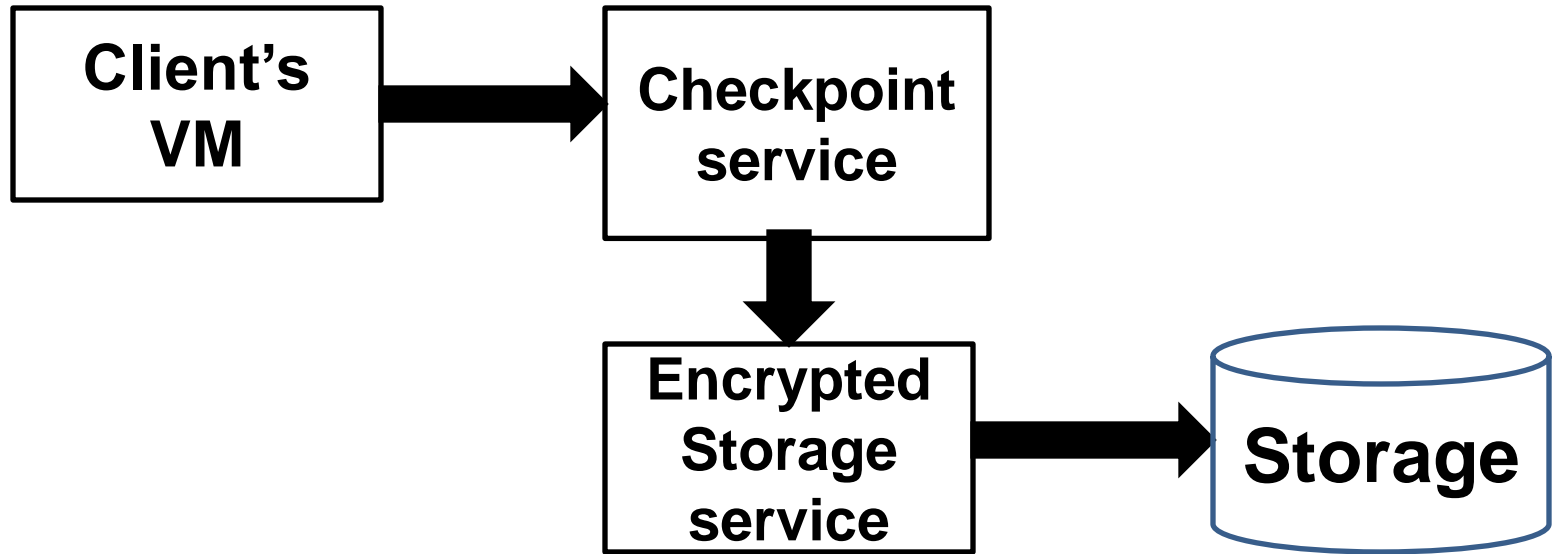 Client’s
VM
Checkpoint
service
Encrypted
Storage
service
Storage